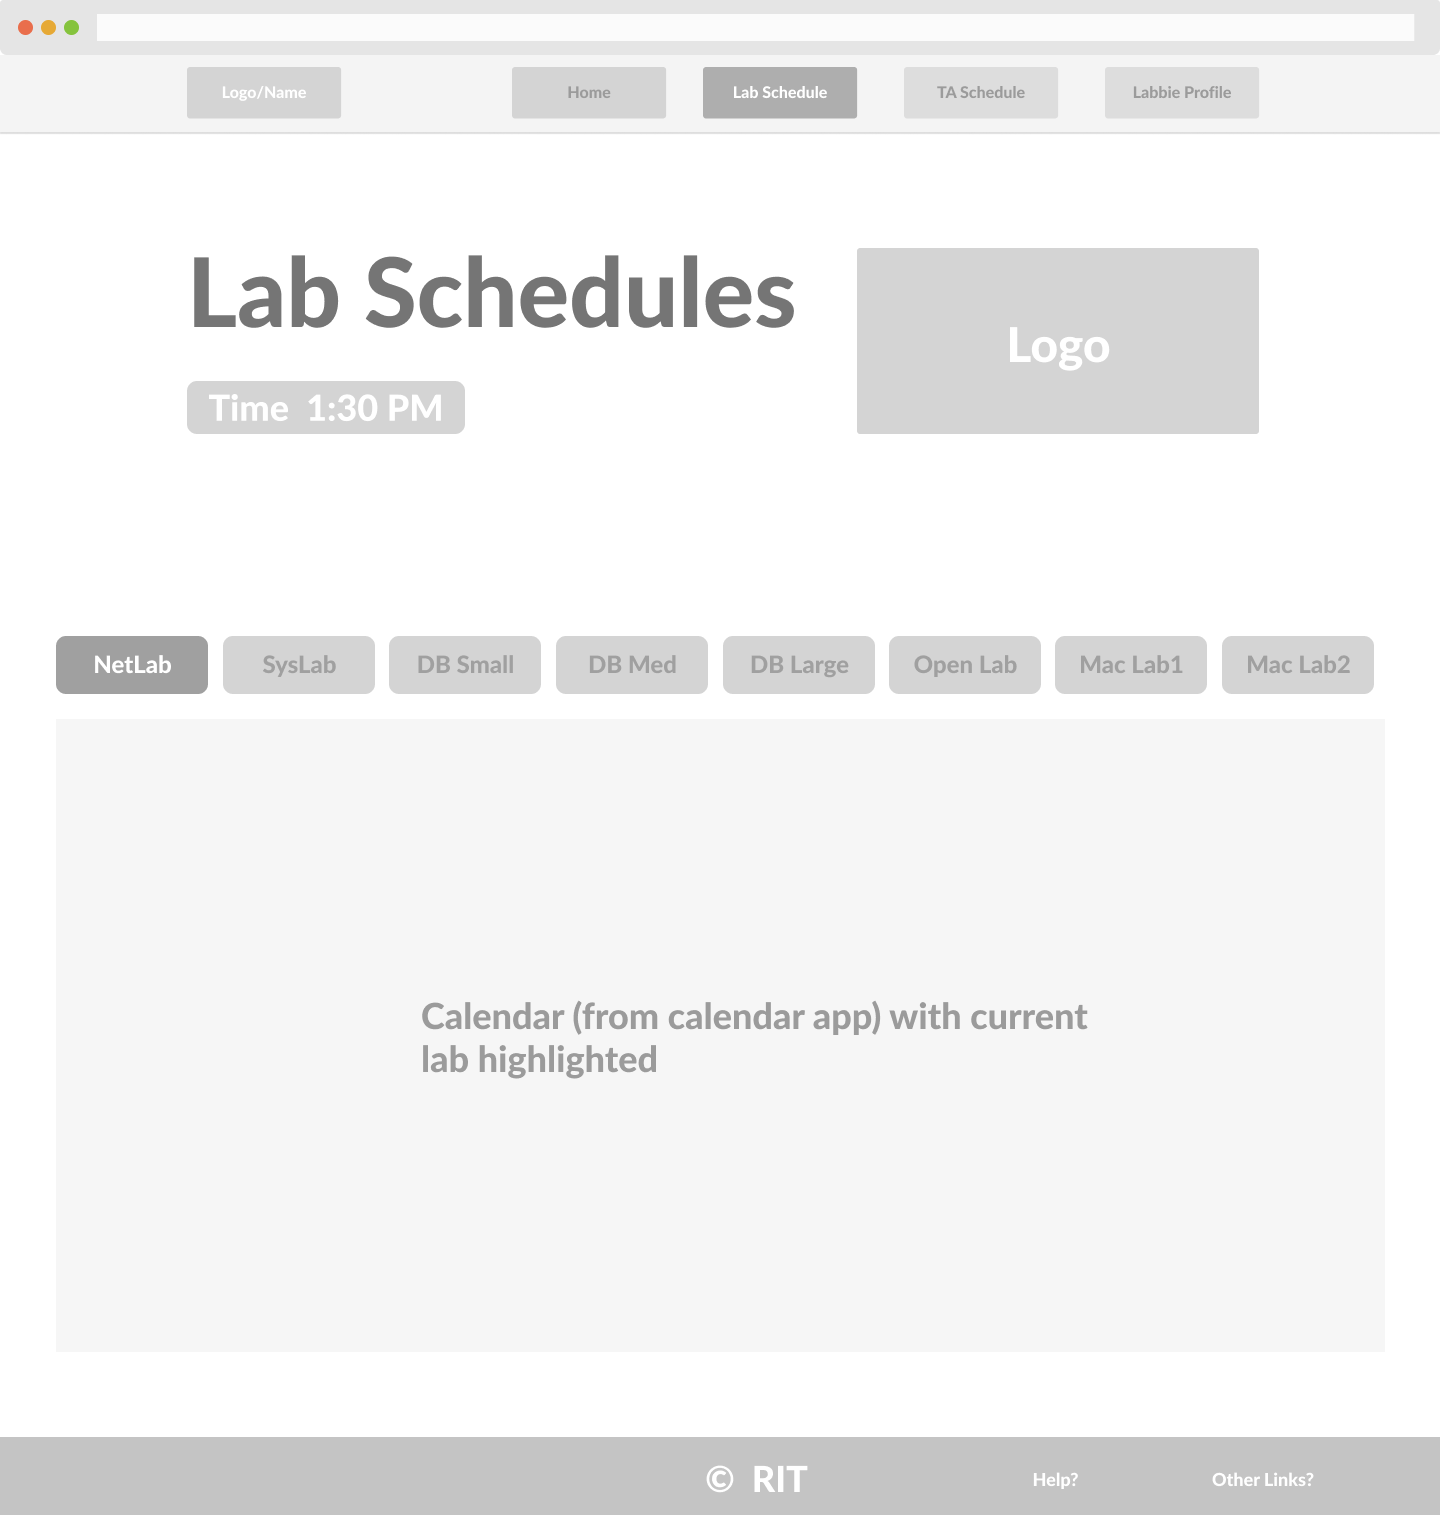 Logo/Name
Home
Lab Schedule
TA Schedule
Labbie Profile
Lab Schedules
Logo
Time  1:30 PM
NetLab
SysLab
DB Small
DB Med
DB Large
Open Lab
Mac Lab1
Mac Lab2
Calendar (from calendar app) with current
lab highlighted
© RIT
Help?
Other Links?